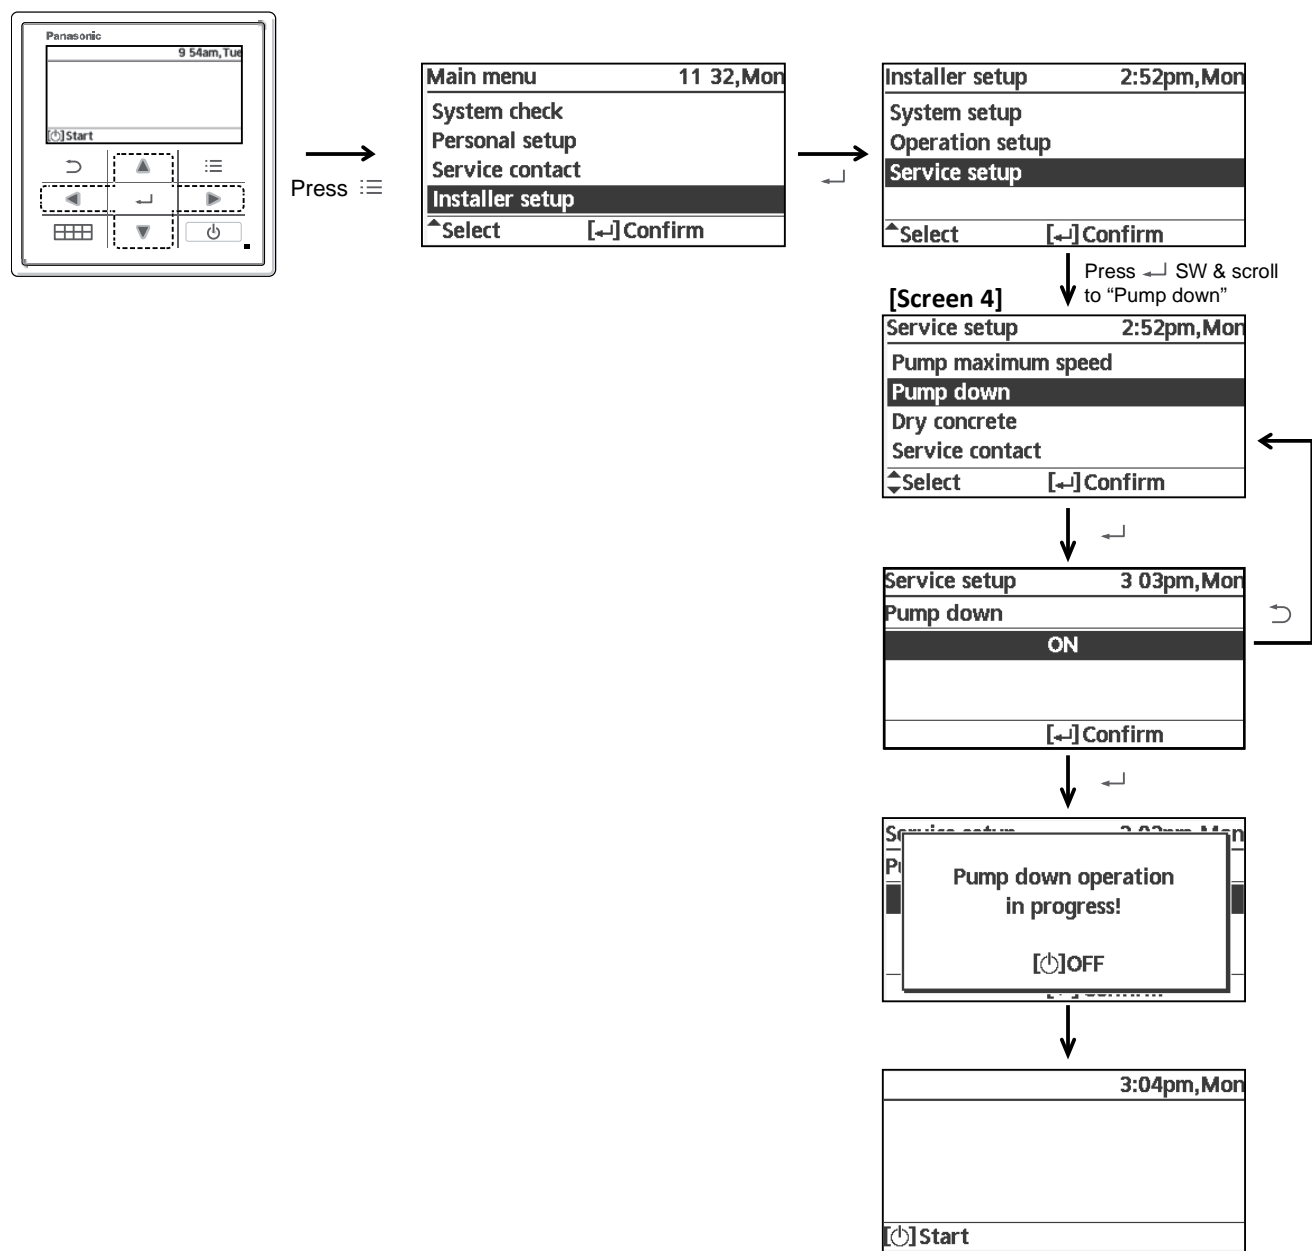 Panasonic
9 54am,Tue
[⏻]Start
Press
Main menu 11 32,Mon
System check
Personal setup
Service contact
Installer setup
Select [↵]Confirm
Installer setup 2:52pm,Mon
System setup
Operation setup
Service setup
Select [↵]Confirm
Press ↵ SW & scroll
to “Pump down”
[Screen 4]
Service setup 2:52pm,Mon
Pump maximum speed
Pump down
Dry concrete
Service contact
Select [↵]Confirm
Service setup 3 03pm,Mon
Pump down
ON
[↵]Confirm
Pump down operation
in progress!
[⏻]OFF
3:04pm,Mon
[⏻]Start